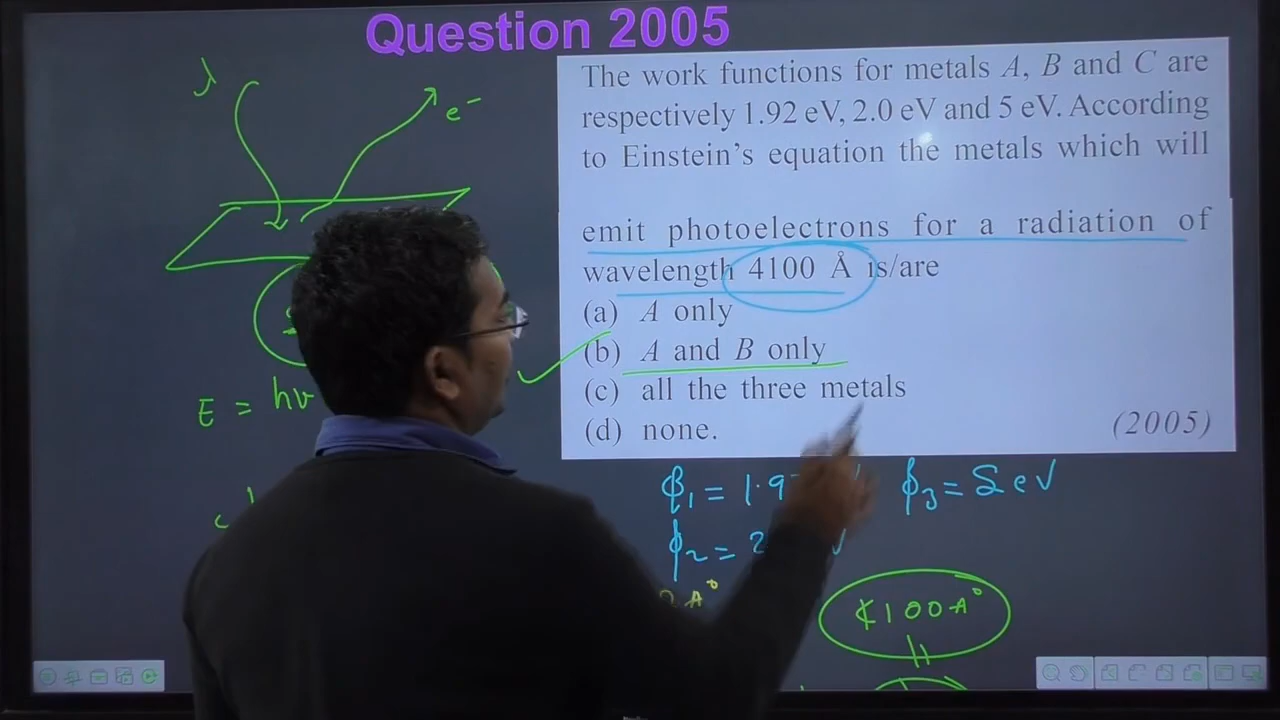 Question 2005
The work functions for metals A, B and C are
respectively 1.92 eV, 2.0 eV and 5 eV. According
to Einstein's equation the metals which will
emit photoelectrons for a radiation of
wavelength 4100 Å is/are
(a) A only
(b) A and B only
(c) all the three metals
(d) none.
(2005)
λ
e⁻
E = hν
ϕ₁ = 1.9
ϕ₃ = 5 eV
ϕ₂ = 2
A°
4100 A°